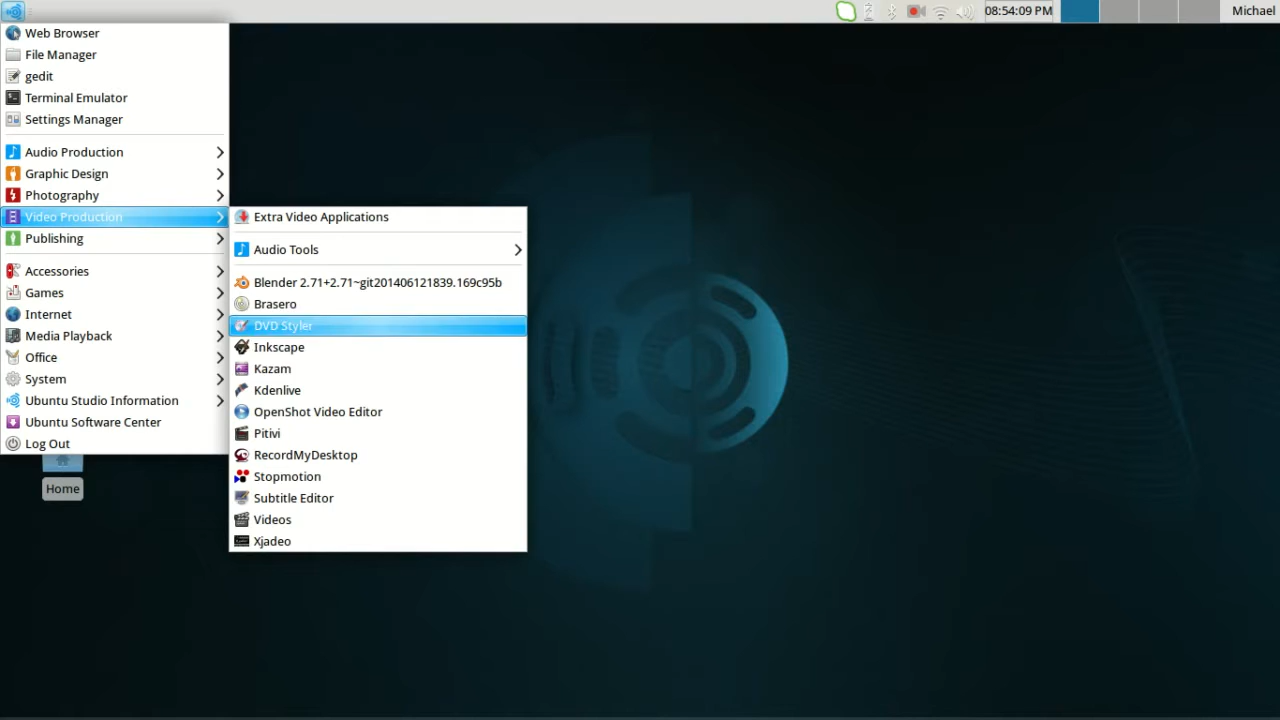 08:54:09 PM
Michael
Web Browser
File Manager
gedit
Terminal Emulator
Settings Manager
Audio Production
Graphic Design
Photography
Video Production
Publishing
Accessories
Games
Internet
Media Playback
Office
System
Ubuntu Studio Information
Ubuntu Software Center
Log Out
Home
Extra Video Applications
Audio Tools
Blender 2.71+2.71~git201406121839.169c95b
Brasero
DVD Styler
Inkscape
Kazam
Kdenlive
OpenShot Video Editor
Pitivi
RecordMyDesktop
Stopmotion
Subtitle Editor
Videos
Xjadeo